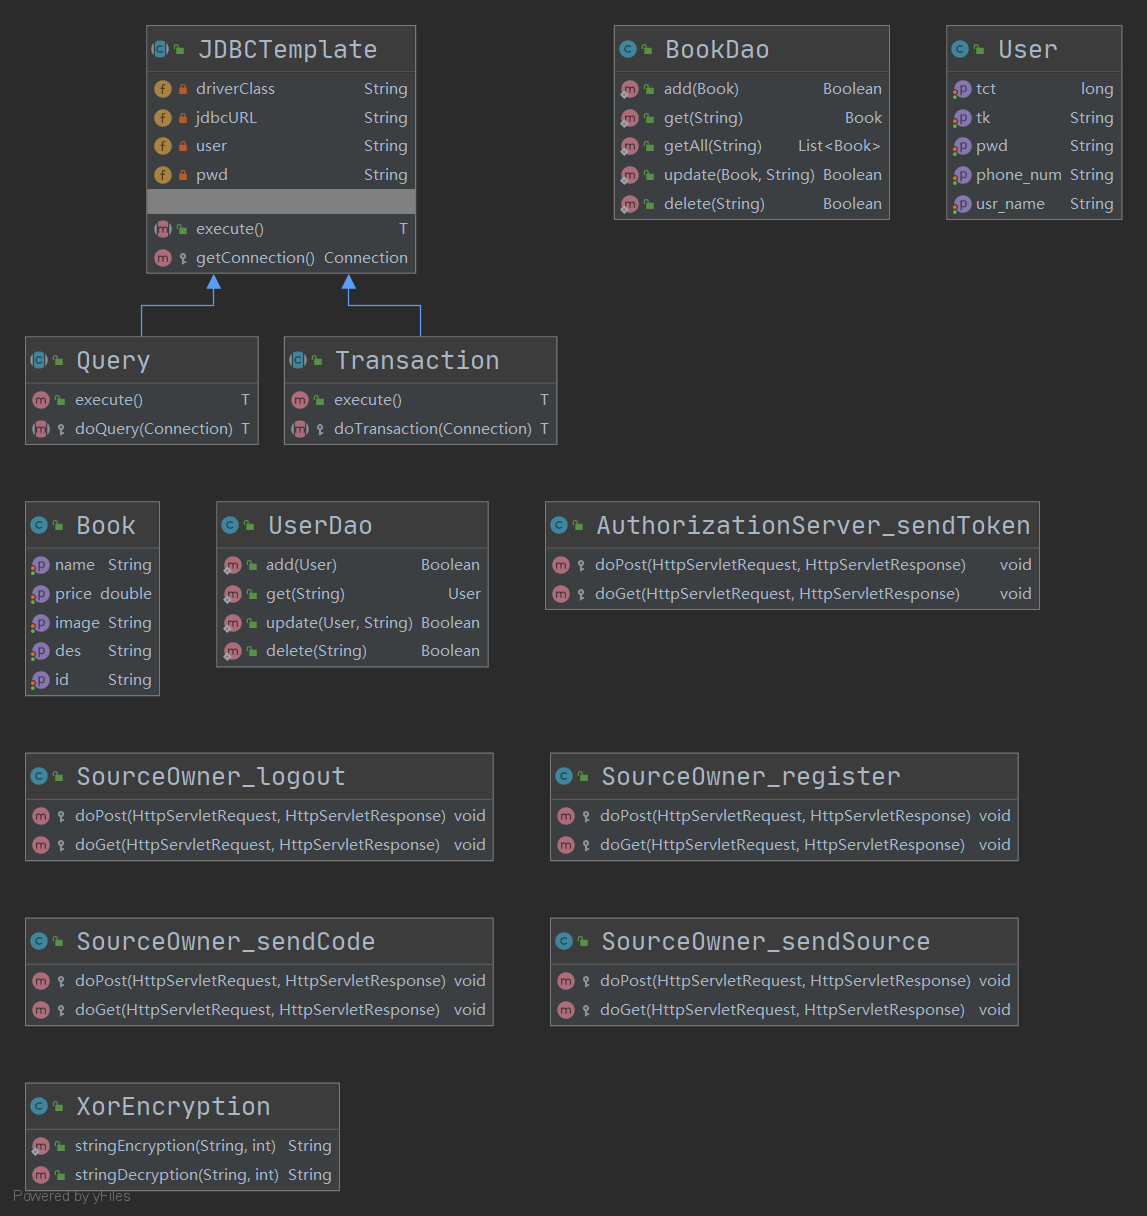 JDBCTemplate
driverClass String
jdbcURL String
user String
pwd String
execute() T
getConnection() Connection
BookDao
add(Book) Boolean
get(String) Book
getAll(String) List<Book>
update(Book, String) Boolean
delete(String) Boolean
User
tct long
tk String
pwd String
phone_num String
usr_name String
Query
execute() T
doQuery(Connection) T
Transaction
execute() T
doTransaction(Connection) T
Book
name String
price double
image String
des String
id String
UserDao
add(User) Boolean
get(String) User
update(User, String) Boolean
delete(String) Boolean
AuthorizationServer_sendToken
doPost(HttpServletRequest, HttpServletResponse) void
doGet(HttpServletRequest, HttpServletResponse) void
SourceOwner_logout
doPost(HttpServletRequest, HttpServletResponse) void
doGet(HttpServletRequest, HttpServletResponse) void
SourceOwner_register
doPost(HttpServletRequest, HttpServletResponse) void
doGet(HttpServletRequest, HttpServletResponse) void
SourceOwner_sendCode
doPost(HttpServletRequest, HttpServletResponse) void
doGet(HttpServletRequest, HttpServletResponse) void
SourceOwner_sendSource
doPost(HttpServletRequest, HttpServletResponse) void
doGet(HttpServletRequest, HttpServletResponse) void
XorEncryption
stringEncryption(String, int) String
stringDecryption(String, int) String
Powered by yFiles